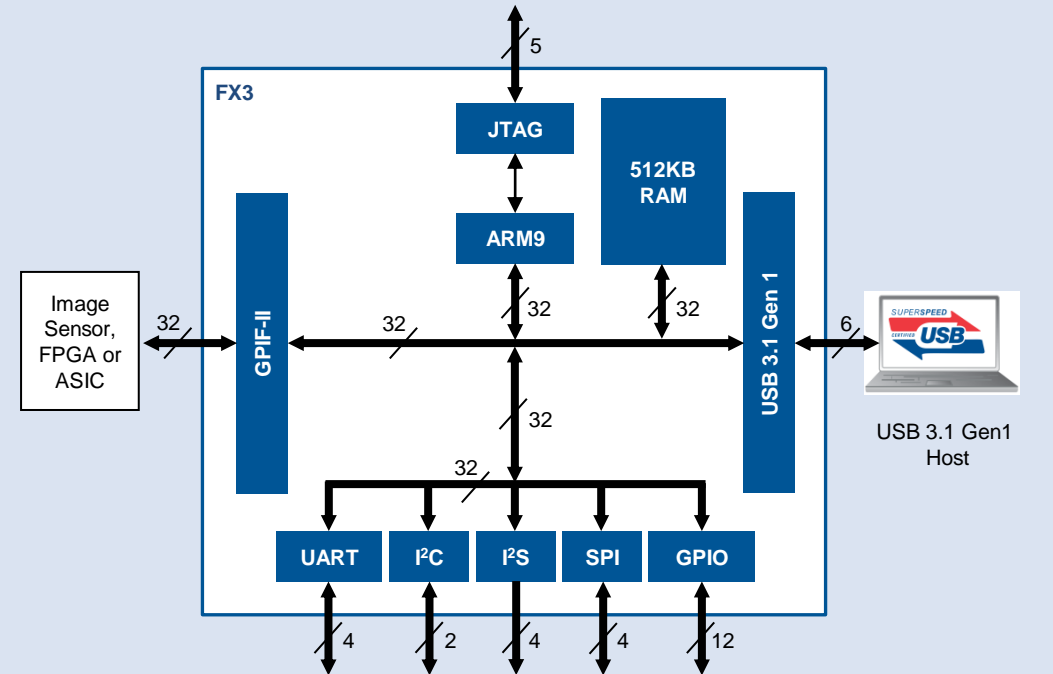 5
FX3
JTAG
512KB
RAM
ARM9
Image
Sensor,
FPGA or
ASIC
32
GPIF-II
32
32
32
USB 3.1 Gen 1
6
SUPERSPEED
CERTIFIED
USB
USB 3.1 Gen1
Host
32
32
UART
I²C
I²S
SPI
GPIO
4
2
4
4
12